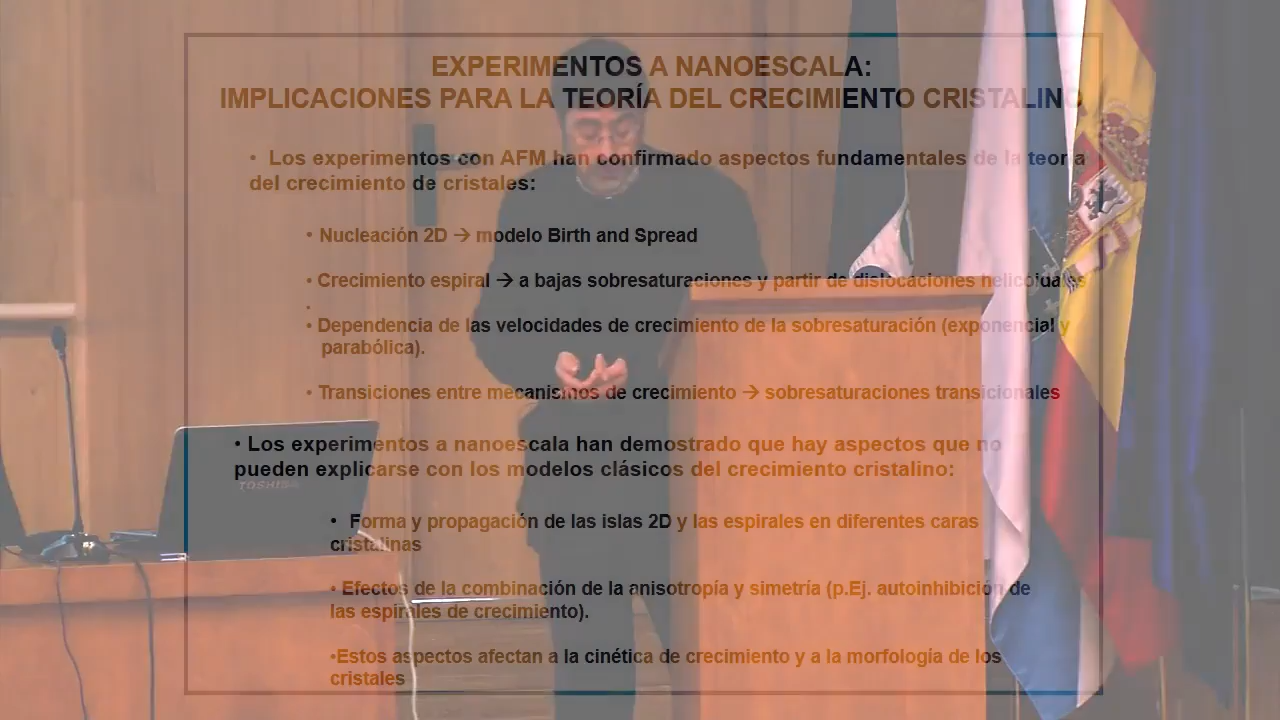 EXPERIMENTOS A NANOESCALA:
IMPLICACIONES PARA LA TEORÍA DEL CRECIMIENTO CRISTALINO
• Los experimentos con AFM han confirmado aspectos fundamentales de la teoría
del crecimiento de cristales:
• Nucleación 2D → modelo Birth and Spread
• Crecimiento espiral → a bajas sobresaturaciones y partir de dislocaciones helicoidales
•
• Dependencia de las velocidades de crecimiento de la sobresaturación (exponencial y
parabólica).
• Transiciones entre mecanismos de crecimiento → sobresaturaciones transicionales
• Los experimentos a nanoescala han demostrado que hay aspectos que no
pueden explicarse con los modelos clásicos del crecimiento cristalino:
TOSHIBA
• Forma y propagación de las islas 2D y las espirales en diferentes caras
cristalinas
• Efectos de la combinación de la anisotropía y simetría (p.Ej. autoinhibición de
las espirales de crecimiento).
•Estos aspectos afectan a la cinética de crecimiento y a la morfología de los
cristales